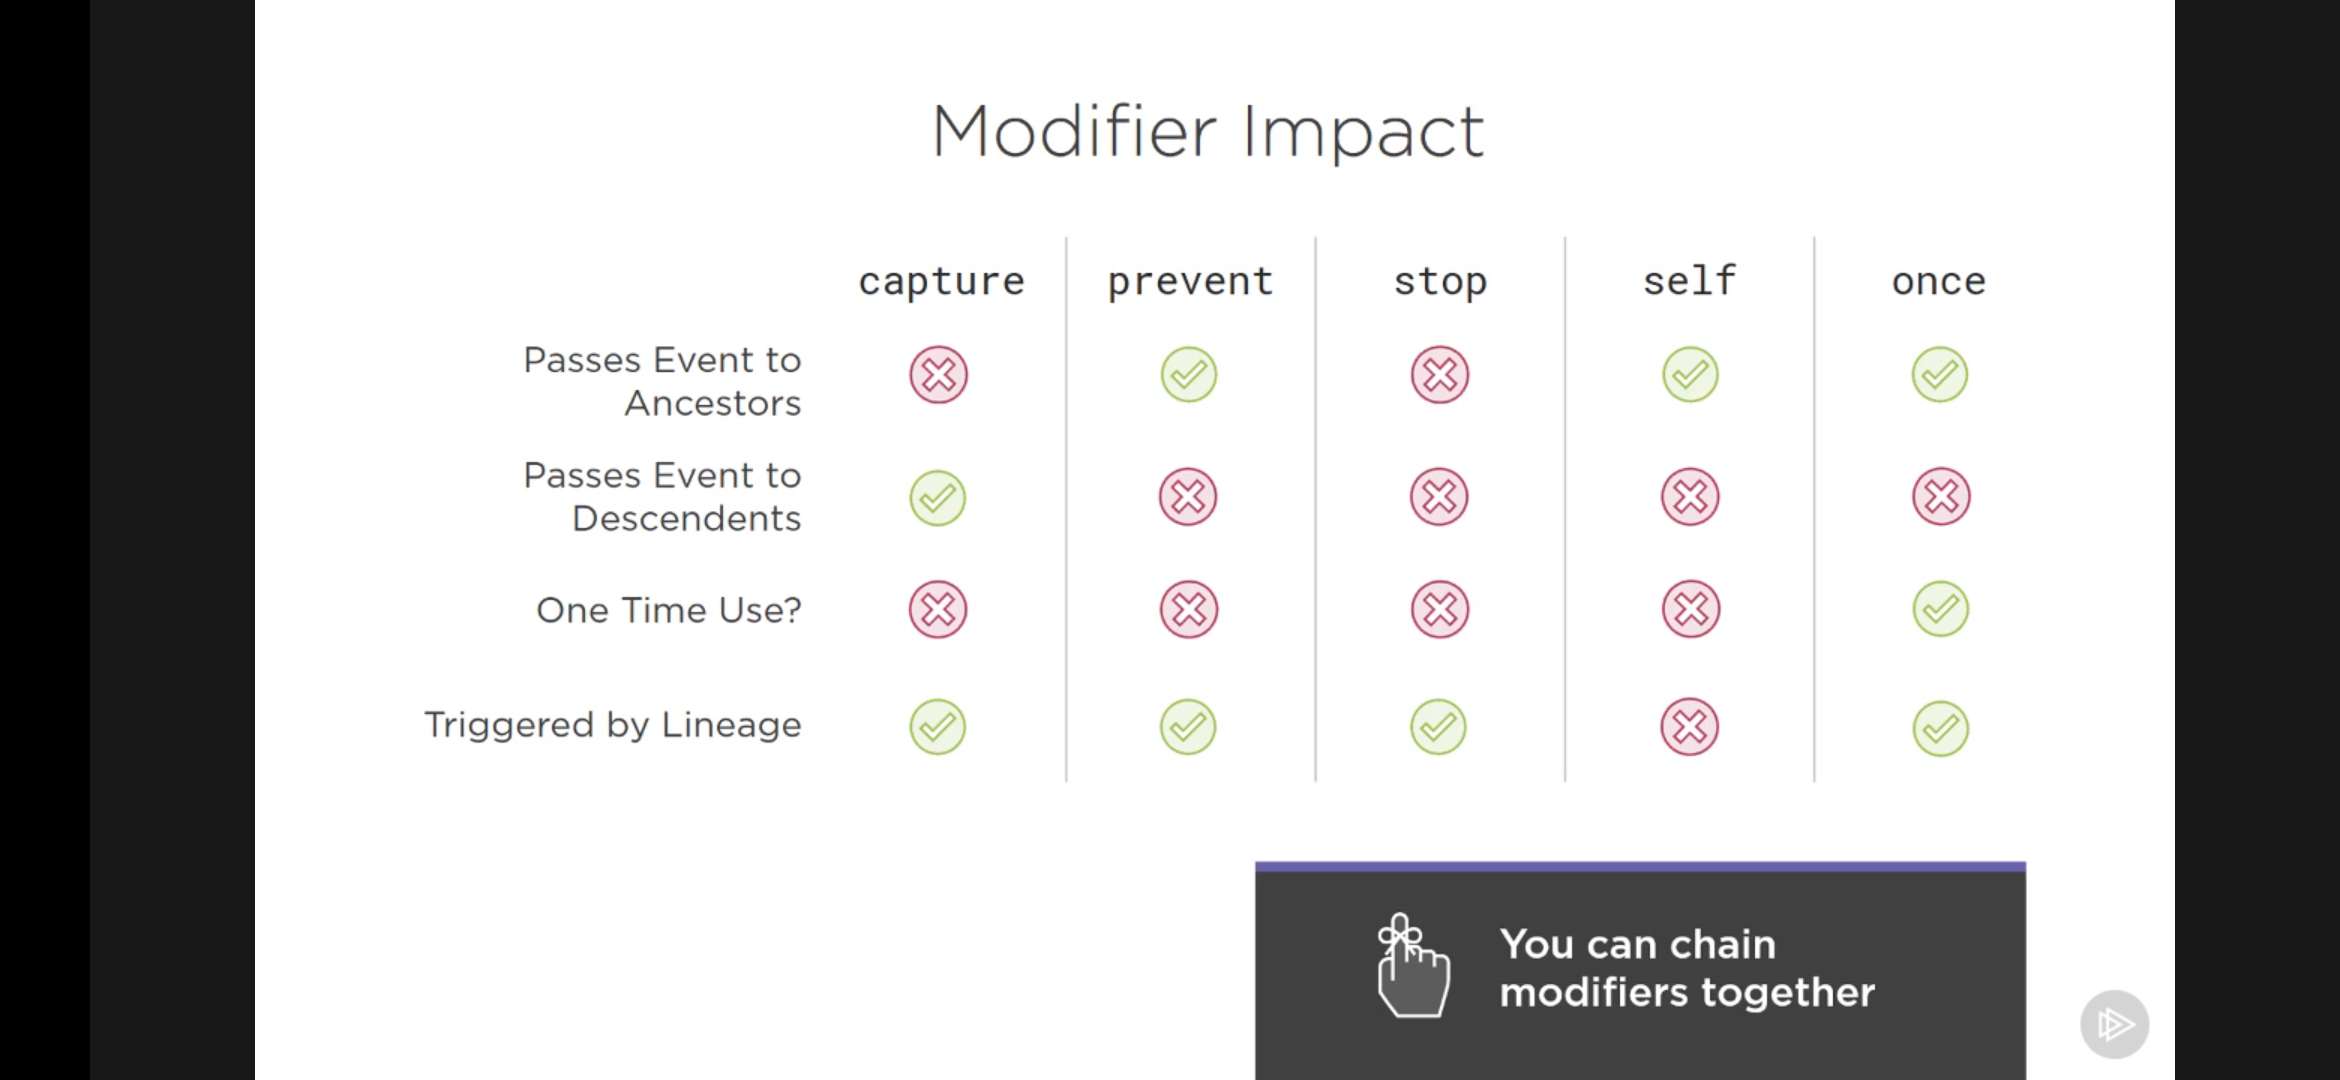 Modifier Impact
capture prevent stop self once
Passes Event to
Ancestors
Passes Event to
Descendents
One Time Use?
Triggered by Lineage
You can chain
modifiers together